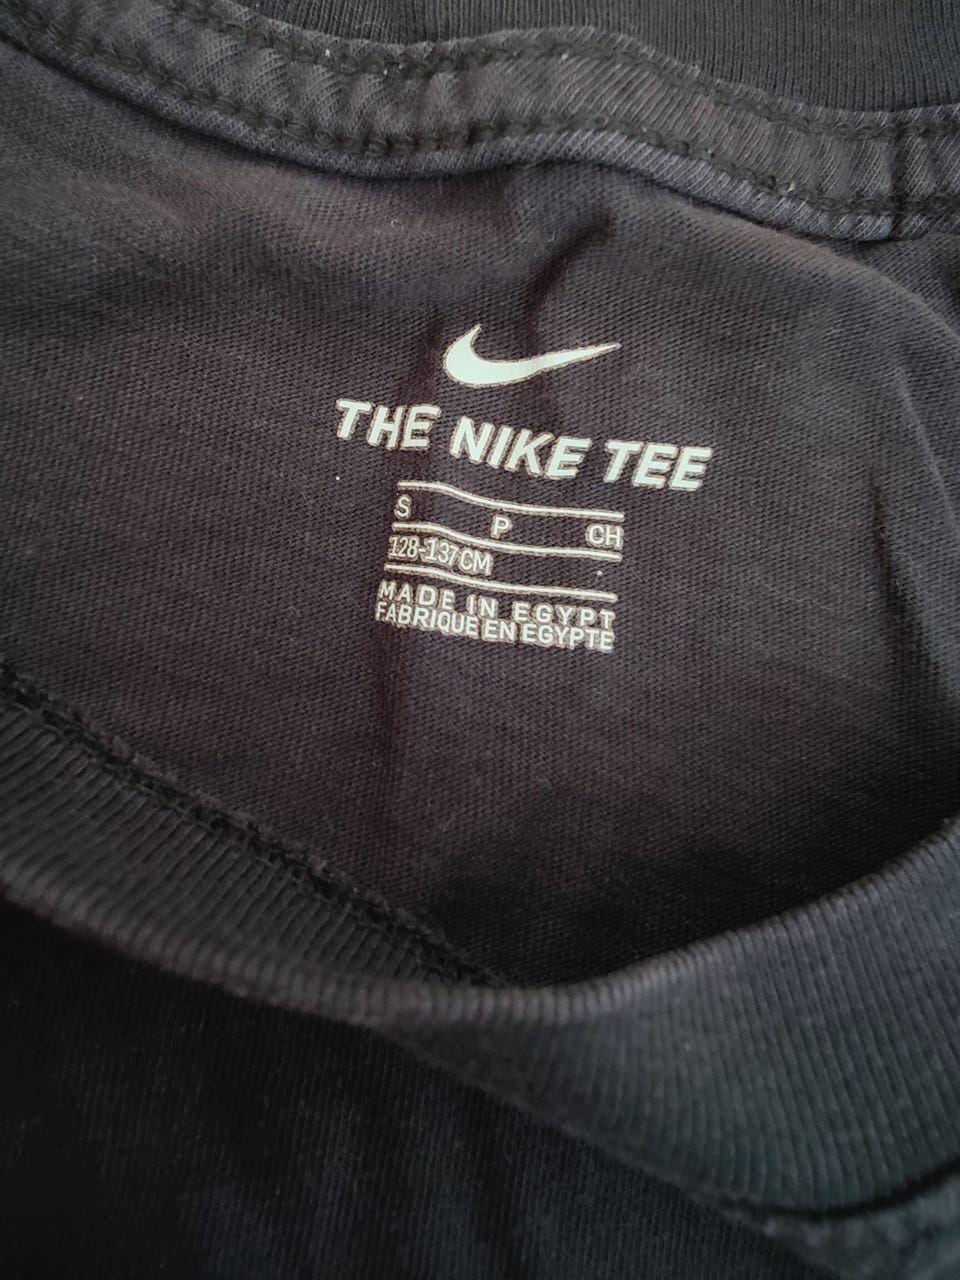 THE NIKE TEE
S P CH
128-137CM
MADE IN EGYPT
FABRIQUE EN EGYPTE